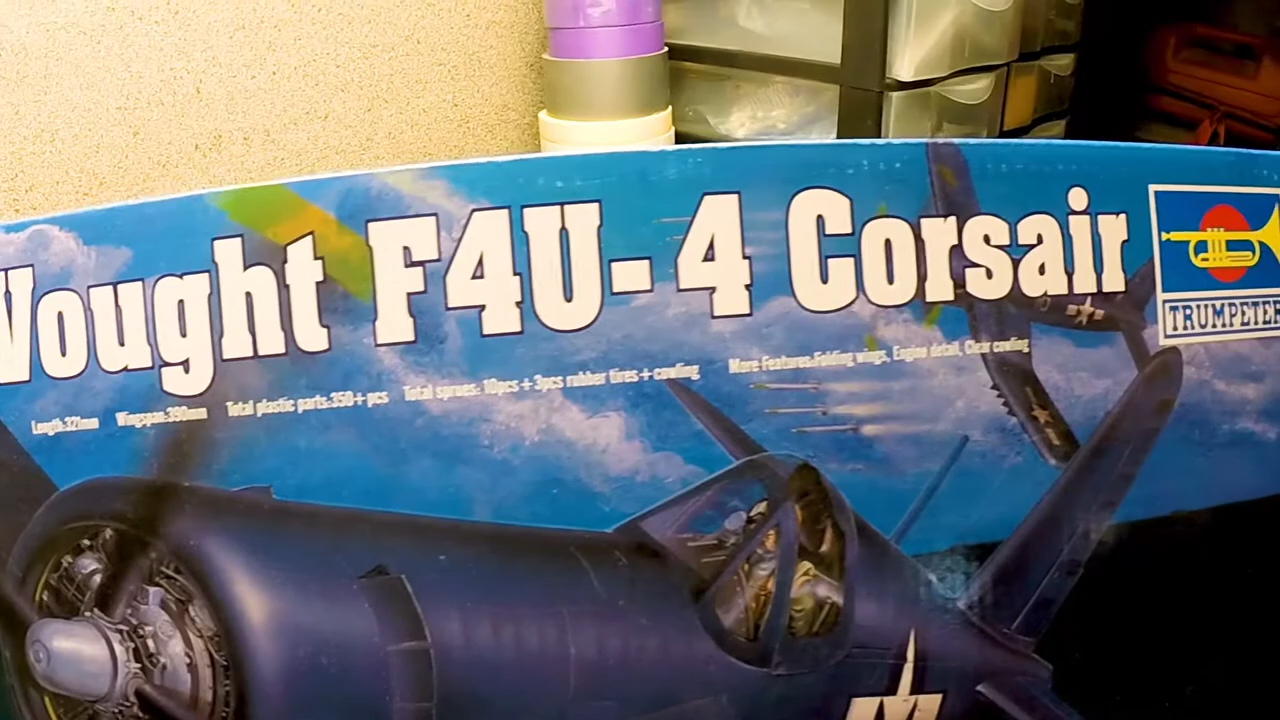 Vought F4U-4 Corsair
TRUMPETER
Length:321mm Wingspan:390mm Total plastic parts:350+pcs Total sprues: 10pcs+3pcs rubber tires+cowling More Features:Folding wings, Engine detail, Clear cowling